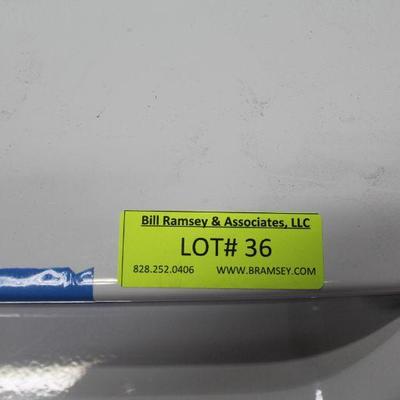 Bill Ramsey & Associates, LLC
LOT# 36
828.252.0406 WWW.BRAMSEY.COM